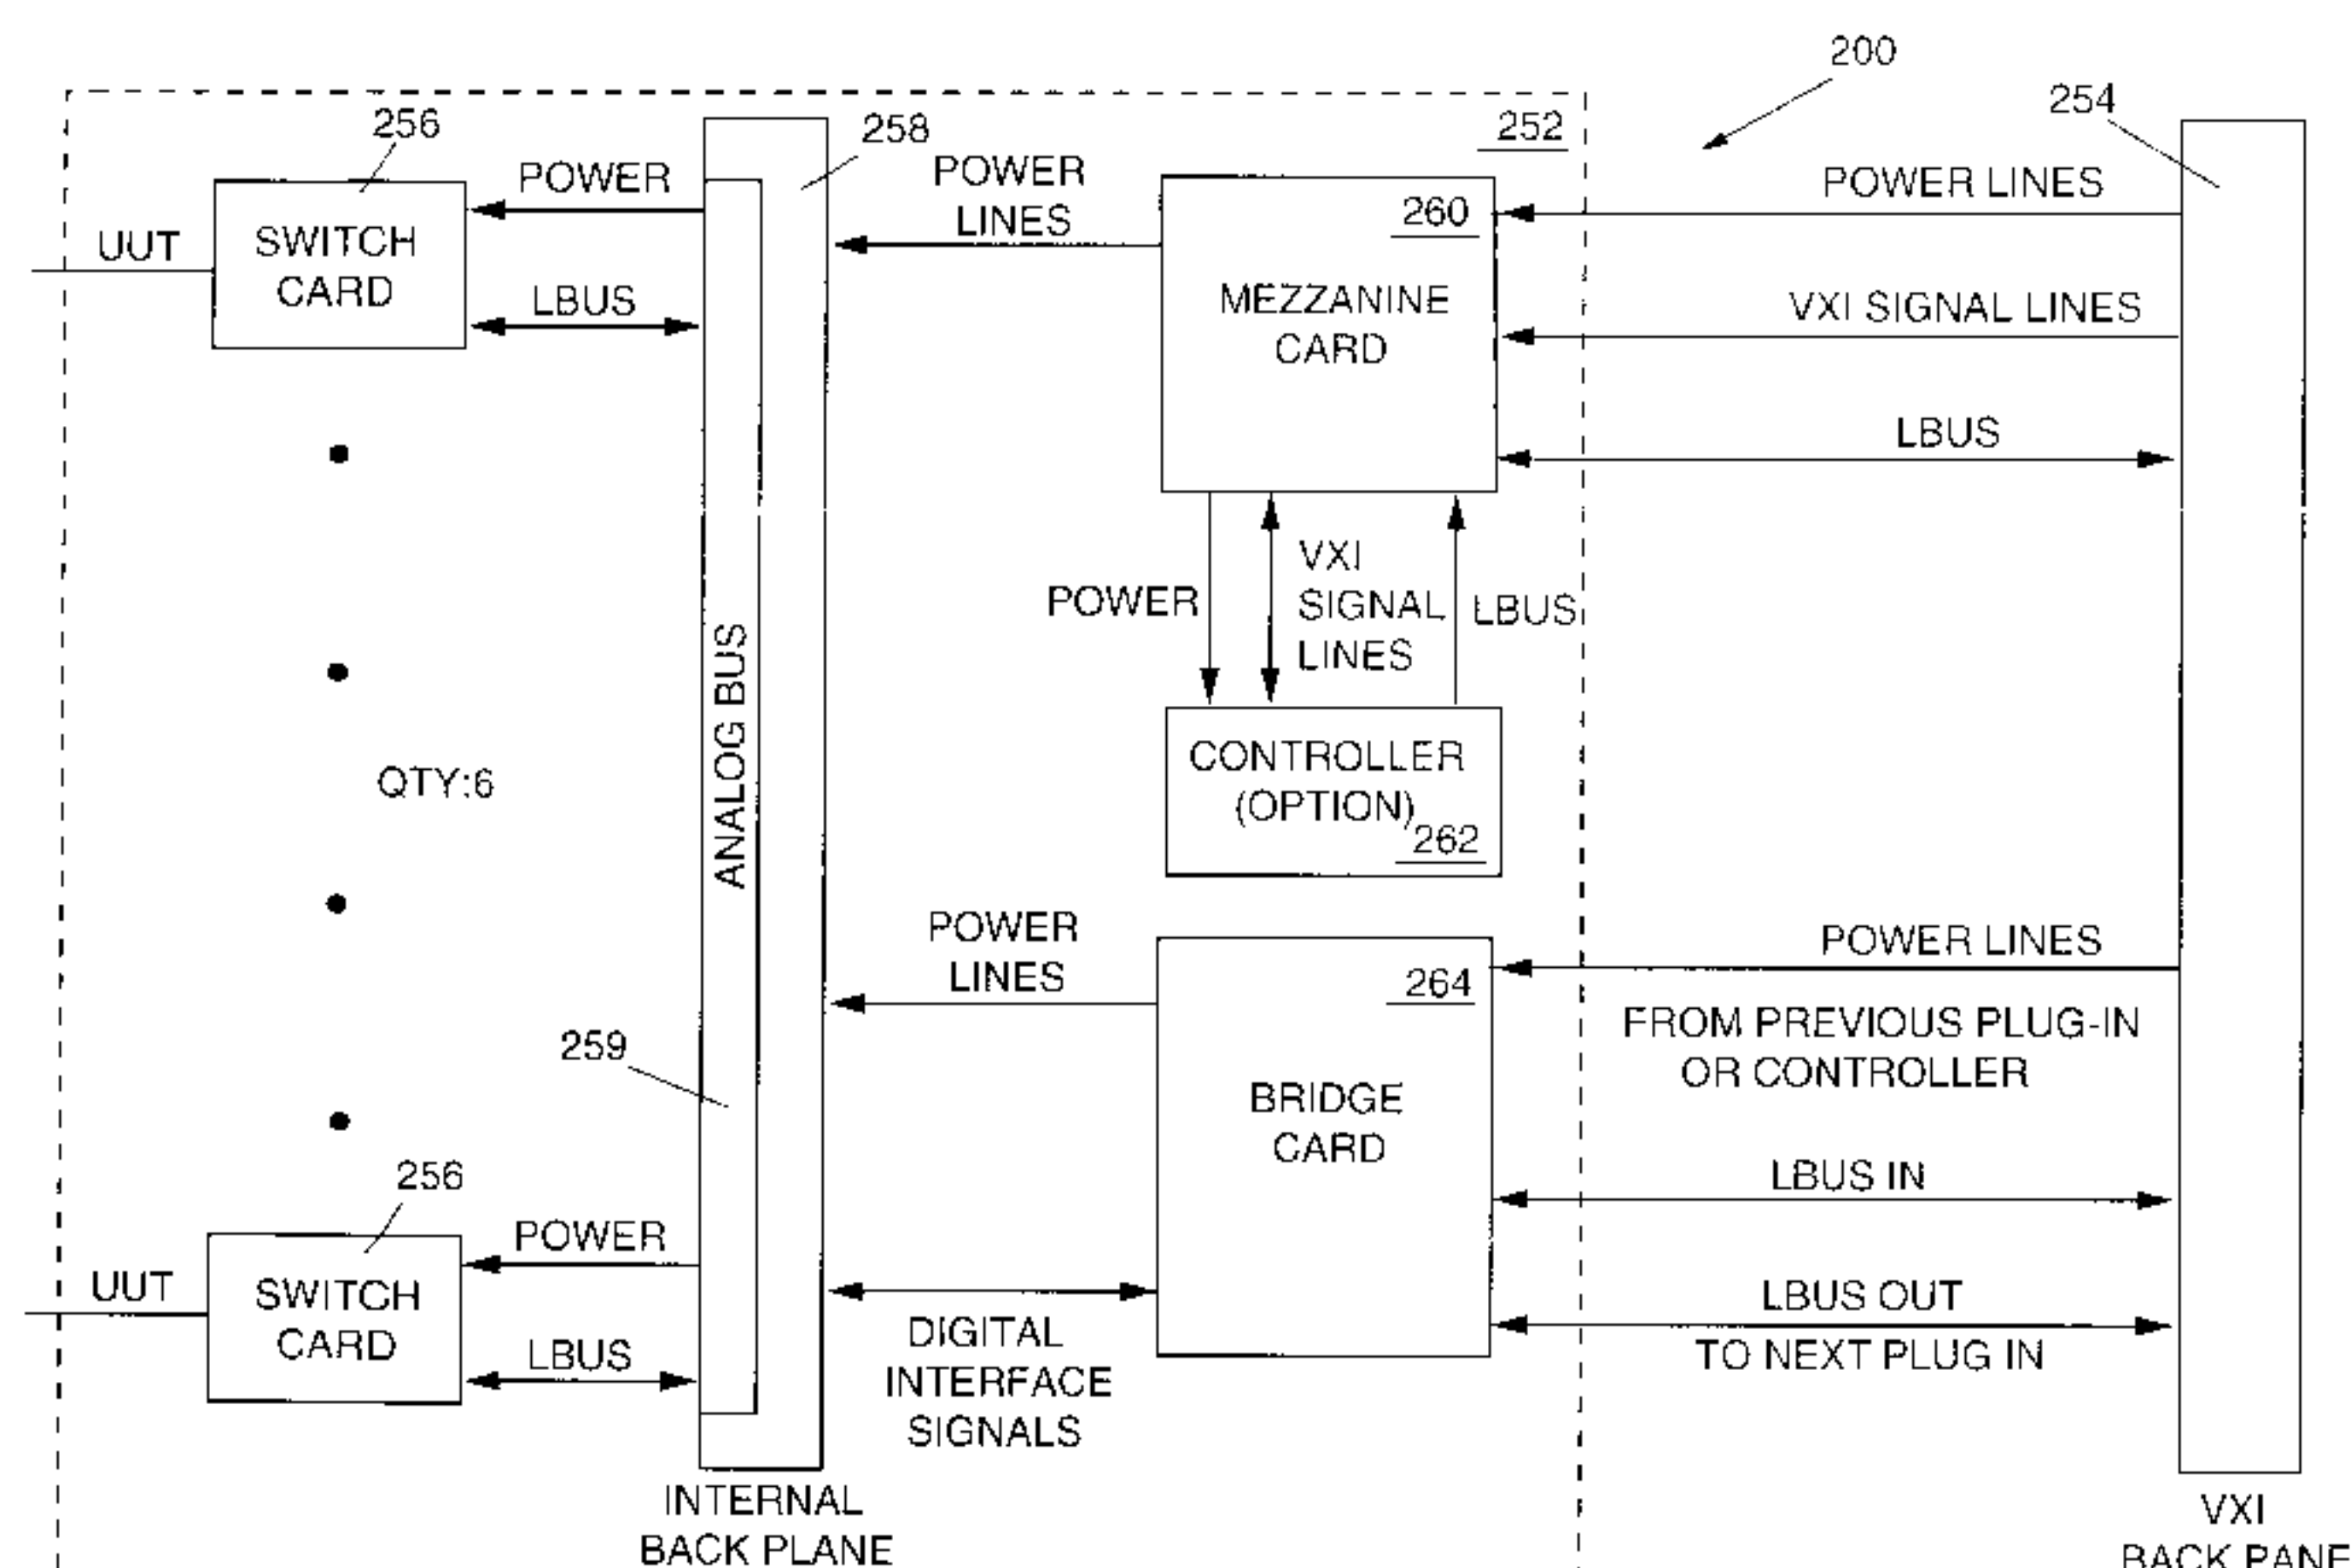 200
254
256
258
252
POWER
POWER
LINES
260
POWER LINES
UUT
SWITCH
CARD
LBUS
MEZZANINE
CARD
VXI SIGNAL LINES
LBUS
POWER
VXI
SIGNAL
LINES
LBUS
ANALOG BUS
QTY:6
CONTROLLER
(OPTION)
262
POWER
LINES
264
POWER LINES
FROM PREVIOUS PLUG-IN
OR CONTROLLER
259
BRIDGE
CARD
256
LBUS IN
UUT
SWITCH
CARD
POWER
LBUS
DIGITAL
INTERFACE
SIGNALS
LBUS OUT
TO NEXT PLUG IN
INTERNAL
BACK PLANE
VXI
BACK PANE